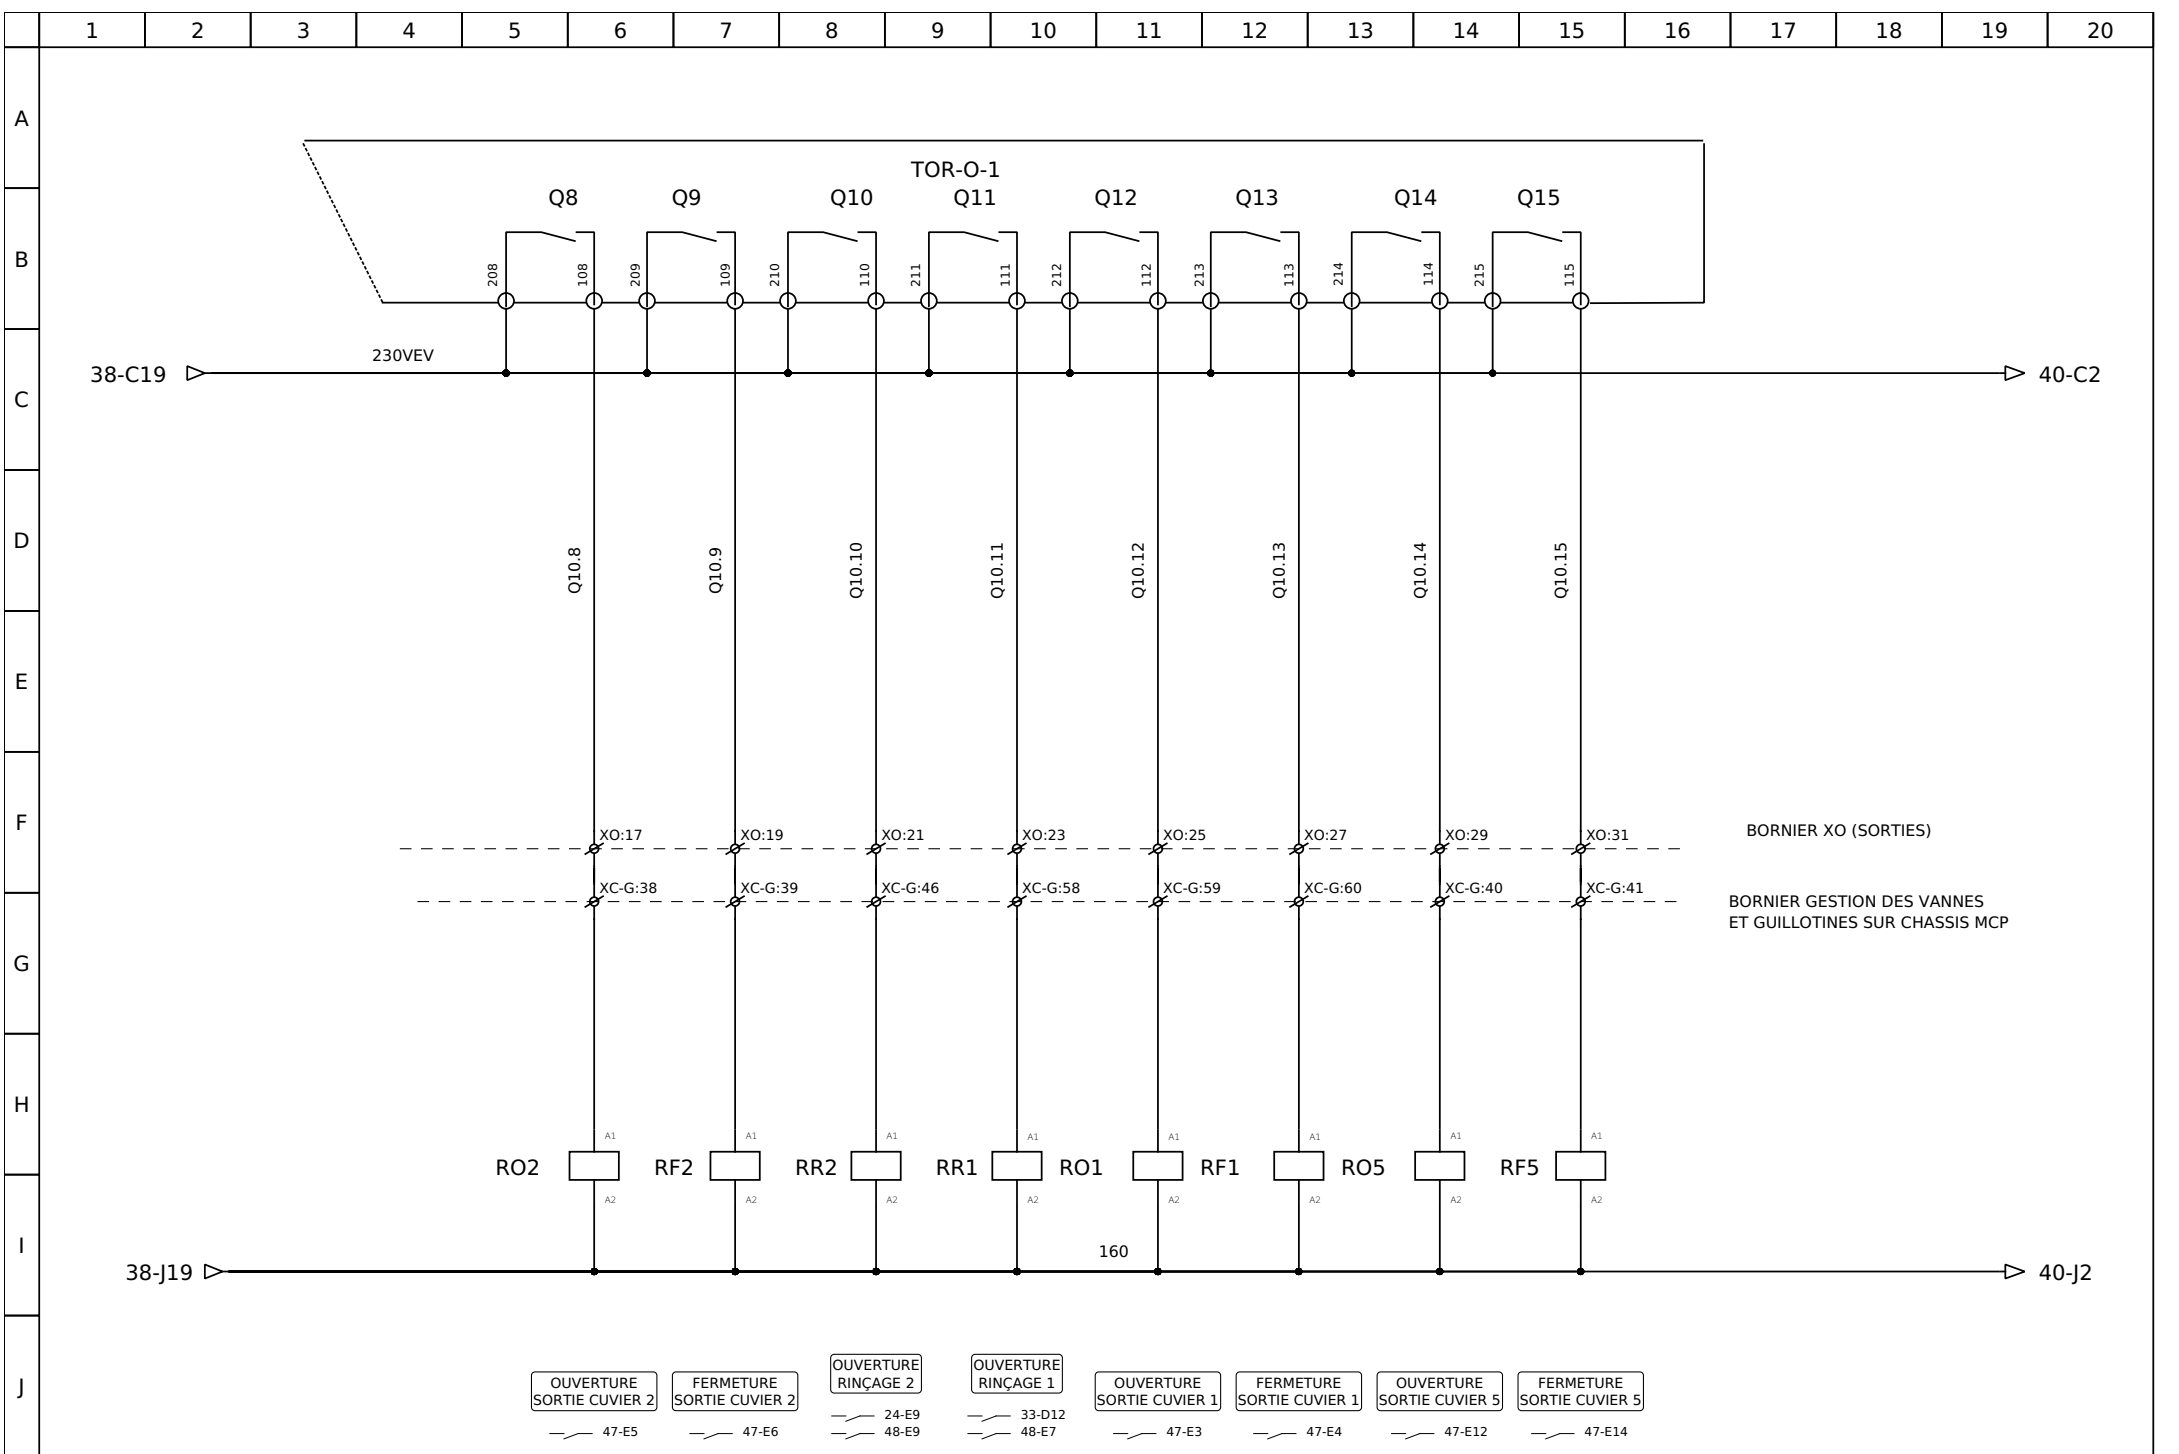 1 2 3 4 5 6 7 8 9 10 11 12 13 14 15 16 17 18 19 20
A
TOR-O-1
Q8 Q9 Q10 Q11 Q12 Q13 Q14 Q15
B
208 108 209 109 210 110 211 111 212 112 213 113 214 114 215 115
230VEV
38-C19 40-C2
C
D
Q10.8 Q10.9 Q10.10 Q10.11 Q10.12 Q10.13 Q10.14 Q10.15
E
F
XO:17 XO:19 XO:21 XO:23 XO:25 XO:27 XO:29 XO:31
BORNIER XO (SORTIES)
XC-G:38 XC-G:39 XC-G:46 XC-G:58 XC-G:59 XC-G:60 XC-G:40 XC-G:41
BORNIER GESTION DES VANNES
ET GUILLOTINES SUR CHASSIS MCP
G
H
A1 A1 A1 A1 A1 A1 A1 A1
RO2 RF2 RR2 RR1 RO1 RF1 RO5 RF5
A2 A2 A2 A2 A2 A2 A2 A2
I
160
38-J19 40-J2
J
OUVERTURE
SORTIE CUVIER 2
47-E5
FERMETURE
SORTIE CUVIER 2
47-E6
OUVERTURE
RINÇAGE 2
24-E9
48-E9
OUVERTURE
RINÇAGE 1
33-D12
48-E7
OUVERTURE
SORTIE CUVIER 1
47-E3
FERMETURE
SORTIE CUVIER 1
47-E4
OUVERTURE
SORTIE CUVIER 5
47-E12
FERMETURE
SORTIE CUVIER 5
47-E14